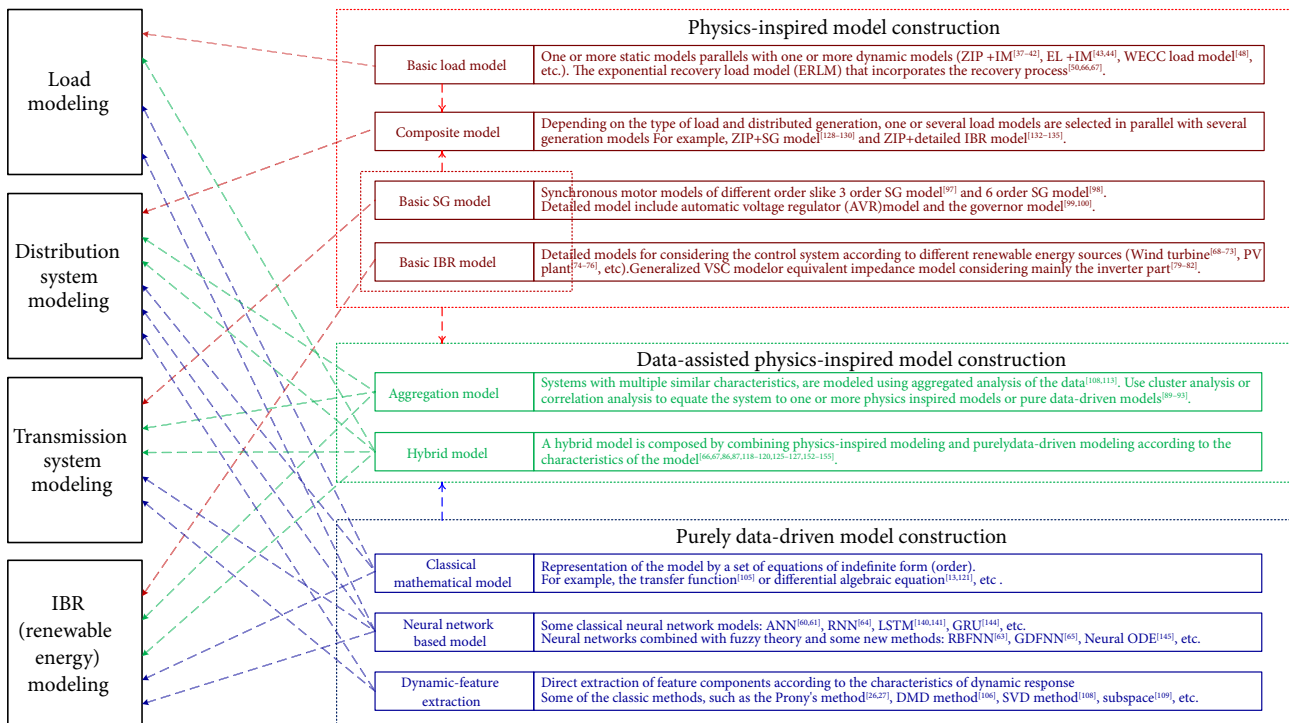 Load
modeling
Distribution
system
modeling
Transmission
system
modeling
IBR
(renewable
energy)
modeling
Physics-inspired model construction
Basic load model
One or more static models parallels with one or more dynamic models (ZIP +IM[37–42], EL +IM[43,44], WECC load model[48],
etc.). The exponential recovery load model (ERLM) that incorporates the recovery process[50,66,67].
Composite model
Depending on the type of load and distributed generation, one or several load models are selected in parallel with several
generation models For example, ZIP+SG model[128–130] and ZIP+detailed IBR model[132–135].
Basic SG model
Synchronous motor models of different order slike 3 order SG model[97] and 6 order SG model[98].
Detailed model include automatic voltage regulator (AVR)model and the governor model[99,100].
Basic IBR model
Detailed models for considering the control system according to different renewable energy sources (Wind turbine[68–73], PV
plant[74–76], etc).Generalized VSC modelor equivalent impedance model considering mainly the inverter part[79–82].
Data-assisted physics-inspired model construction
Aggregation model
Systems with multiple similar characteristics, are modeled using aggregated analysis of the data[108,113]. Use cluster analysis or
correlation analysis to equate the system to one or more physics inspired models or pure data-driven models[89–93].
Hybrid model
A hybrid model is composed by combining physics-inspired modeling and purelydata-driven modeling according to the
characteristics of the model[66,67,86,87,118–120,125–127,152–155].
Purely data-driven model construction
Classical
mathematical model
Representation of the model by a set of equations of indefinite form (order).
For example, the transfer function[105] or differential algebraic equation[13,121], etc .
Neural network
based model
Some classical neural network models: ANN[60,61], RNN[64], LSTM[140,141], GRU[144], etc.
Neural networks combined with fuzzy theory and some new methods: RBFNN[63], GDFNN[65], Neural ODE[145], etc.
Dynamic-feature
extraction
Direct extraction of feature components according to the characteristics of dynamic response
Some of the classic methods, such as the Prony's method[26,27], DMD method[106], SVD method[108], subspace[109], etc.